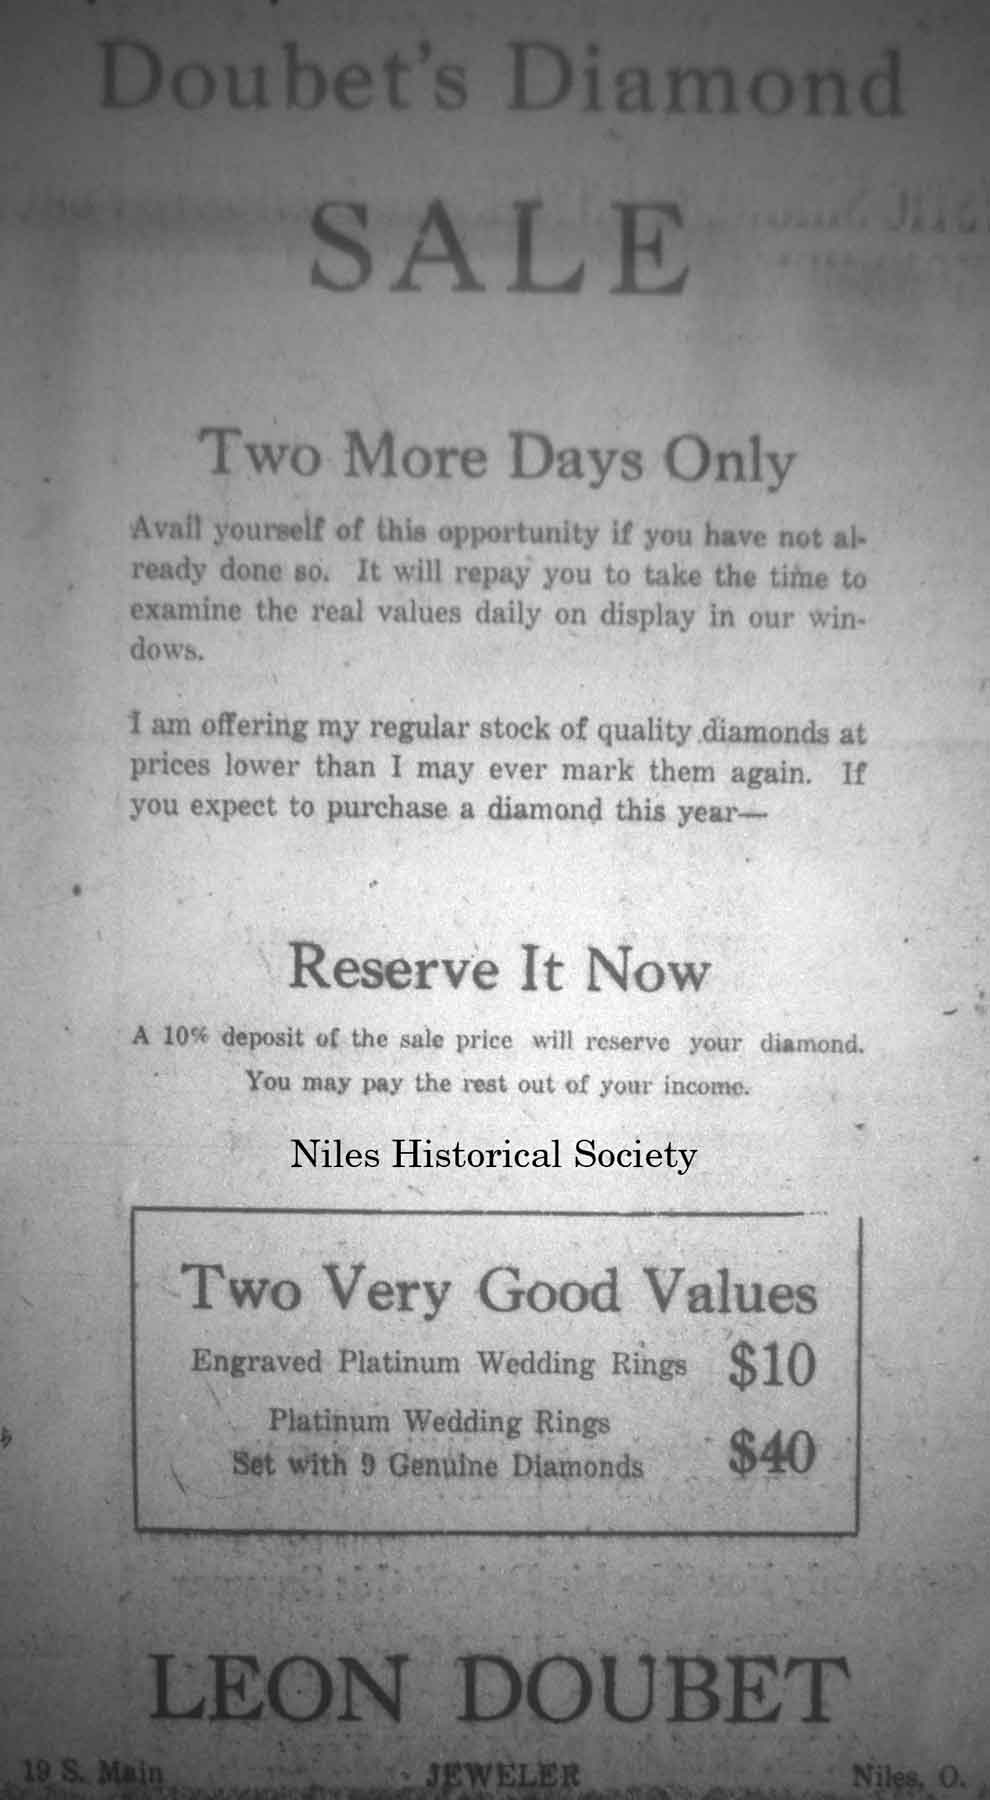 Doubet's Diamond
SALE
Two More Days Only
Avail yourself of this opportunity if you have not al-
ready done so. It will repay you to take the time to
examine the real values daily on display in our win-
dows.
I am offering my regular stock of quality diamonds at
prices lower than I may ever mark them again. If
you expect to purchase a diamond this year—
Reserve It Now
A 10% deposit of the sale price will reserve your diamond.
You may pay the rest out of your income.
Niles Historical Society
Two Very Good Values
Engraved Platinum Wedding Rings $10
Platinum Wedding Rings
Set with 9 Genuine Diamonds $40
LEON DOUBET
19 S. Main JEWELER Niles, O.